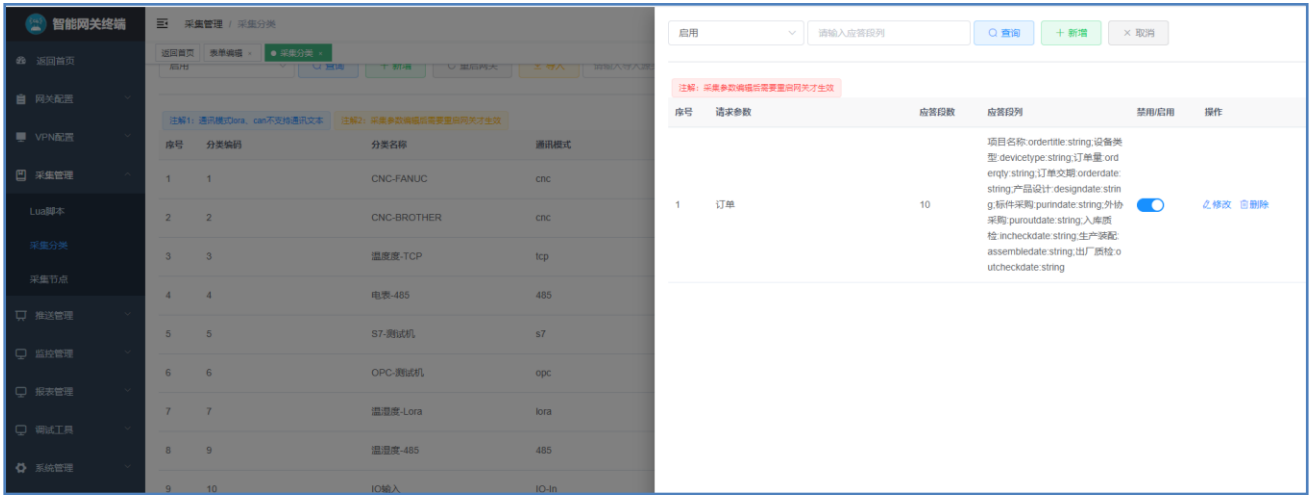 智能网关终端
返回首页
网关配置
VPN配置
采集管理
Lua脚本
采集分类
采集节点
推送管理
监控管理
报表管理
调试工具
系统管理
采集管理 / 采集分类
返回首页 表单编辑 × ● 采集分类 ×
启用 查询 + 新增 重启网关 导入
注解1: 通讯模式lora、can不支持通讯文本 注解2: 采集参数编辑后需要重启网关才生效
序号 分类编码 分类名称 通讯模式
1 1 CNC-FANUC cnc
2 2 CNC-BROTHER cnc
3 3 温度度-TCP tcp
4 4 电表-485 485
5 5 S7-测试机 s7
6 6 OPC-测试机 opc
7 7 温湿度-Lora lora
8 9 温湿度-485 485
9 10 IO输入 IO-In
启用 请输入应答段列 查询 + 新增 × 取消
注解: 采集参数编辑后需要重启网关才生效
序号 请求参数 应答段数 应答段列 禁用/启用 操作
1 订单 10
项目名称:ordertitle:string;设备类
型:devicetype:string;订单量:ord
erqty:string;订单交期:orderdate:
string;产品设计:designdate:strin
g;标件采购:purindate:string;外协
采购:puroutdate:string;入库质
检:incheckdate:string;生产装配:
assembledate:string;出厂质检:o
utcheckdate:string
修改 删除